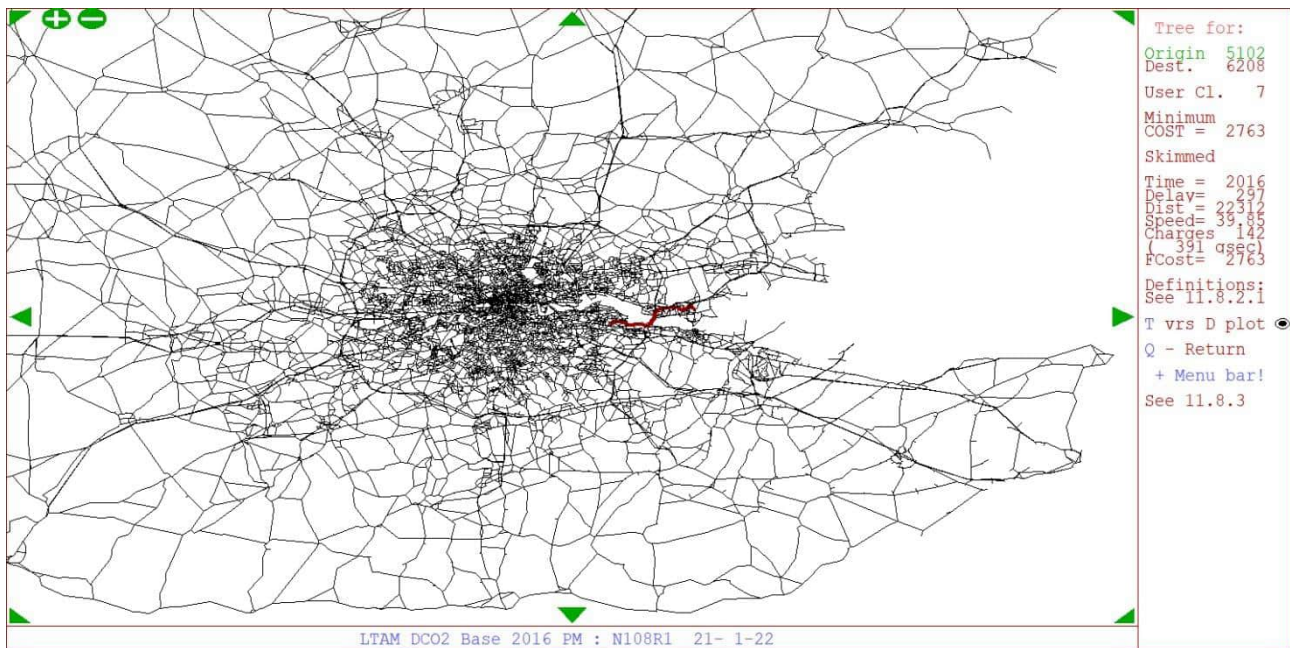 Tree for:
Origin 5102
Dest. 6208
User Cl. 7
Minimum
COST = 2763
Skimmed
Time = 2016
Delay= 297
Dist = 22312
Speed= 39.85
Charges 142
( 391 qsec)
FCost= 2763
Definitions:
See 11.8.2.1
T vrs D plot
Q - Return
+ Menu bar!
See 11.8.3
LTAM DCO2 Base 2016 PM : N108R1 21- 1-22